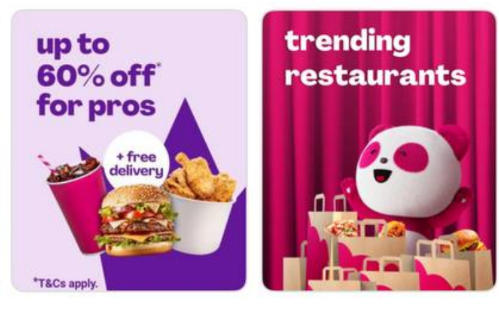 up to
60% off*
for pros
+ free
delivery
*T&Cs apply.
trending
restaurants